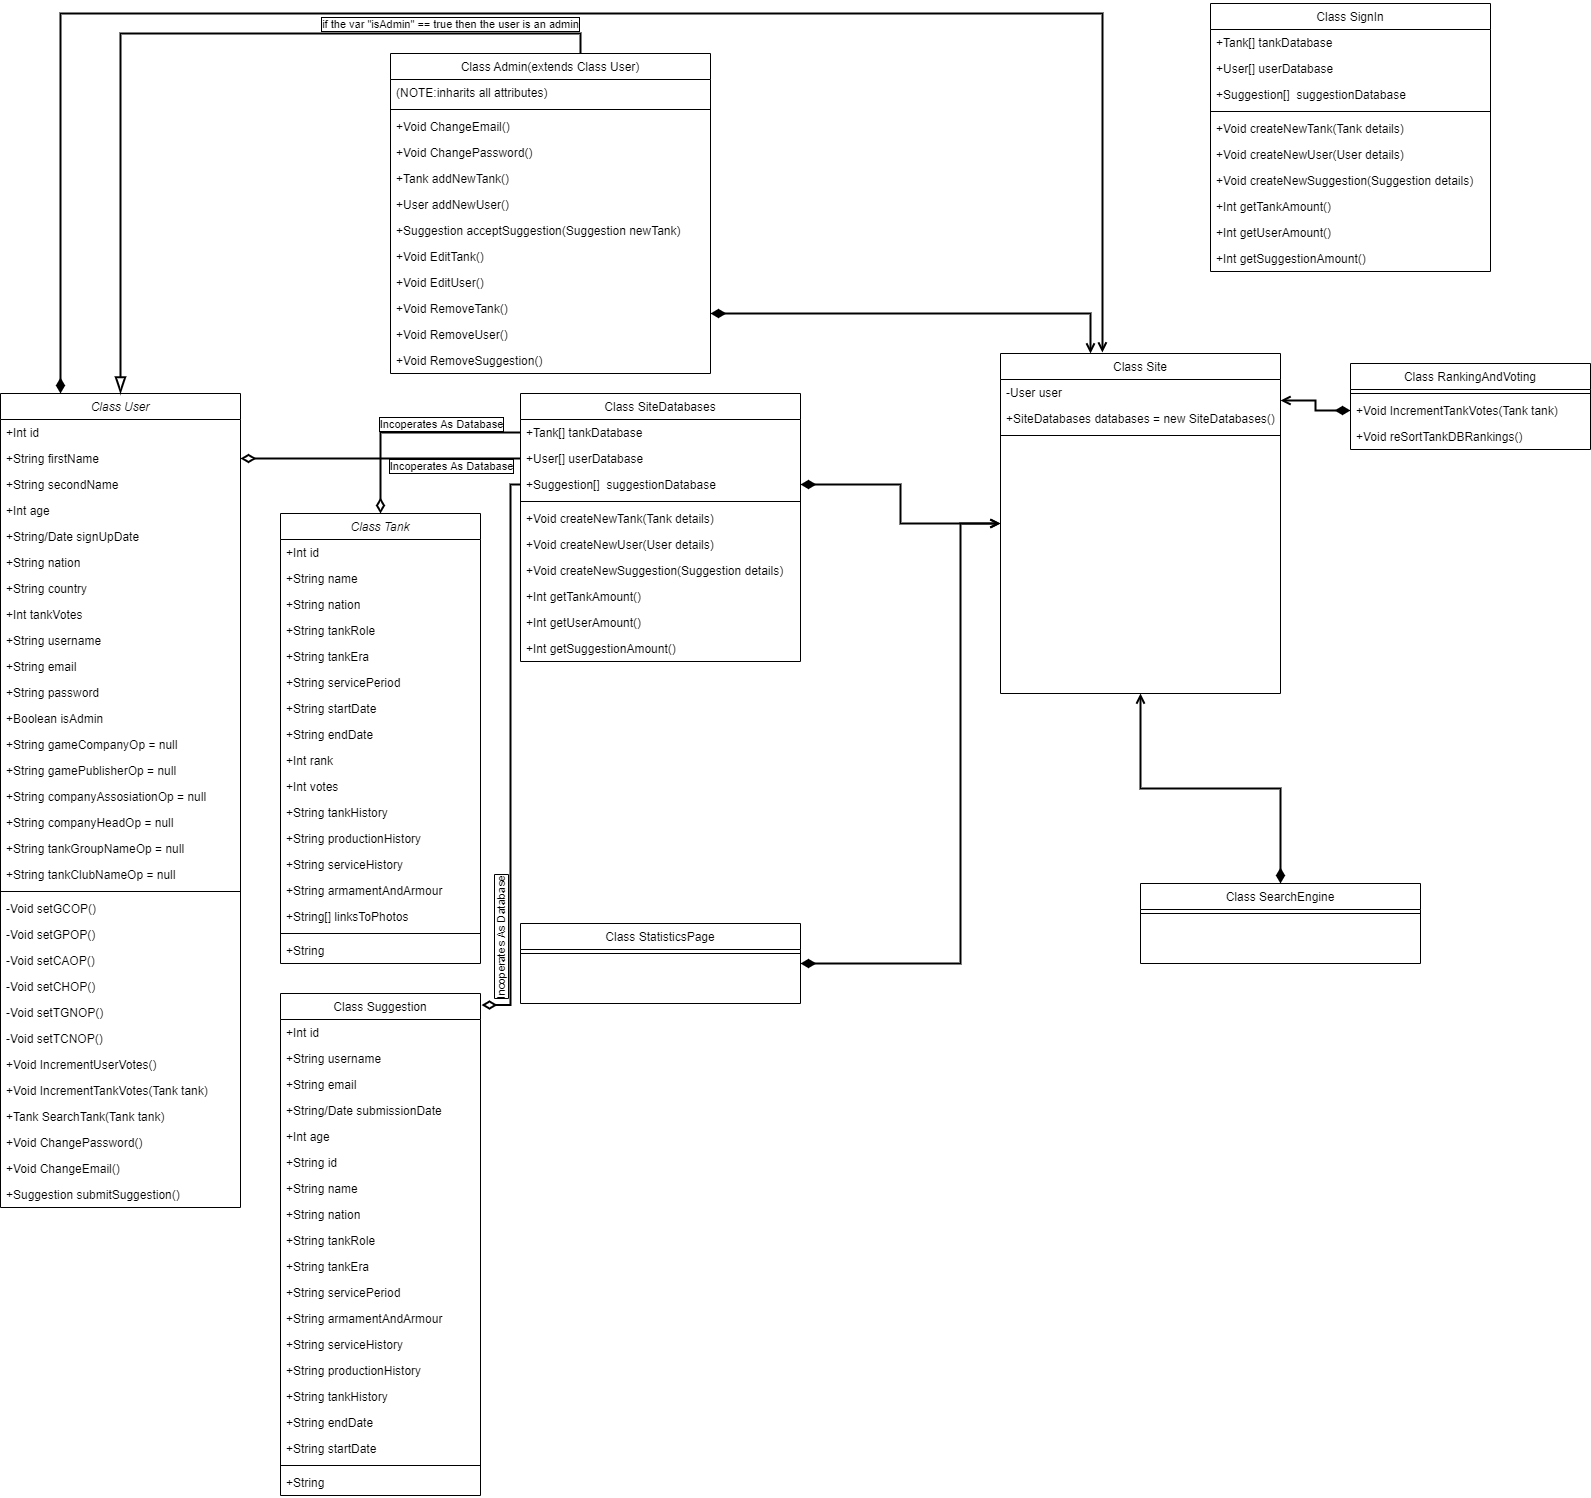 if the var "isAdmin" == true then the user is an admin
Class Admin(extends Class User)
(NOTE:inharits all attributes)
+Void ChangeEmail()
+Void ChangePassword()
+Tank addNewTank()
+User addNewUser()
+Suggestion acceptSuggestion(Suggestion newTank)
+Void EditTank()
+Void EditUser()
+Void RemoveTank()
+Void RemoveUser()
+Void RemoveSuggestion()
Class SignIn
+Tank[] tankDatabase
+User[] userDatabase
+Suggestion[]  suggestionDatabase
+Void createNewTank(Tank details)
+Void createNewUser(User details)
+Void createNewSuggestion(Suggestion details)
+Int getTankAmount()
+Int getUserAmount()
+Int getSuggestionAmount()
Class User
+Int id
+String firstName
+String secondName
+Int age
+String/Date signUpDate
+String nation
+String country
+Int tankVotes
+String username
+String email
+String password
+Boolean isAdmin
+String gameCompanyOp = null
+String gamePublisherOp = null
+String companyAssosiationOp = null
+String companyHeadOp = null
+String tankGroupNameOp = null
+String tankClubNameOp = null
-Void setGCOP()
-Void setGPOP()
-Void setCAOP()
-Void setCHOP()
-Void setTGNOP()
-Void setTCNOP()
+Void IncrementUserVotes()
+Void IncrementTankVotes(Tank tank)
+Tank SearchTank(Tank tank)
+Void ChangePassword()
+Void ChangeEmail()
+Suggestion submitSuggestion()
Incoperates As Database
Incoperates As Database
Class Tank
+Int id
+String name
+String nation
+String tankRole
+String tankEra
+String servicePeriod
+String startDate
+String endDate
+Int rank
+Int votes
+String tankHistory
+String productionHistory
+String serviceHistory
+String armamentAndArmour
+String[] linksToPhotos
+String
Class SiteDatabases
+Tank[] tankDatabase
+User[] userDatabase
+Suggestion[]  suggestionDatabase
+Void createNewTank(Tank details)
+Void createNewUser(User details)
+Void createNewSuggestion(Suggestion details)
+Int getTankAmount()
+Int getUserAmount()
+Int getSuggestionAmount()
Class Site
-User user
+SiteDatabases databases = new SiteDatabases()
Class RankingAndVoting
+Void IncrementTankVotes(Tank tank)
+Void reSortTankDBRankings()
Incoperates As Database
Class StatisticsPage
Class SearchEngine
Class Suggestion
+Int id
+String username
+String email
+String/Date submissionDate
+Int age
+String id
+String name
+String nation
+String tankRole
+String tankEra
+String servicePeriod
+String armamentAndArmour
+String serviceHistory
+String productionHistory
+String tankHistory
+String endDate
+String startDate
+String